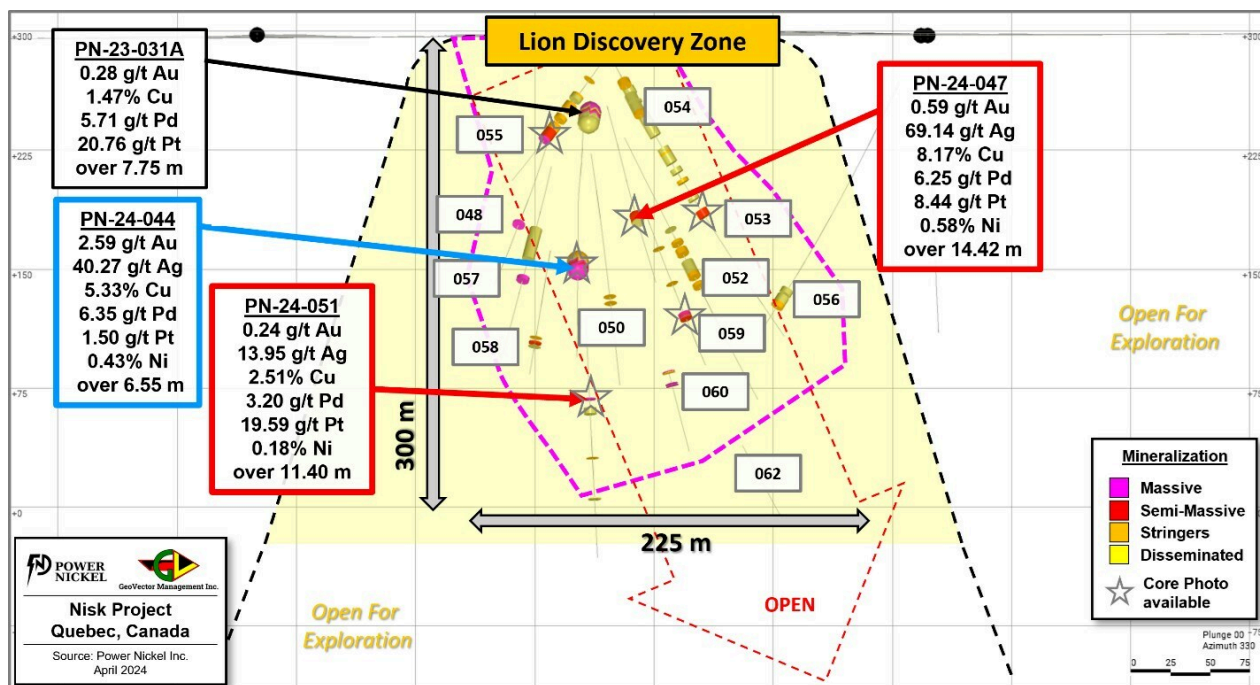 Lion Discovery Zone
PN-23-031A
0.28 g/t Au
1.47% Cu
5.71 g/t Pd
20.76 g/t Pt
over 7.75 m
PN-24-044
2.59 g/t Au
40.27 g/t Ag
5.33% Cu
6.35 g/t Pd
1.50 g/t Pt
0.43% Ni
over 6.55 m
PN-24-051
0.24 g/t Au
13.95 g/t Ag
2.51% Cu
3.20 g/t Pd
19.59 g/t Pt
0.18% Ni
over 11.40 m
PN-24-047
0.59 g/t Au
69.14 g/t Ag
8.17% Cu
6.25 g/t Pd
8.44 g/t Pt
0.58% Ni
over 14.42 m
054
055
048
053
057
052
056
050
059
058
060
062
300 m
225 m
OPEN
Open For
Exploration
Open For
Exploration
+300
+225
+150
+75
+0
+300
+225
+150
+75
+0
Mineralization
Massive
Semi-Massive
Stringers
Disseminated
Core Photo
available
POWER
NICKEL
GeoVector Management Inc.
Nisk Project
Quebec, Canada
Source: Power Nickel Inc.
April 2024
Plunge 00
Azimuth 330
0 25 50 75